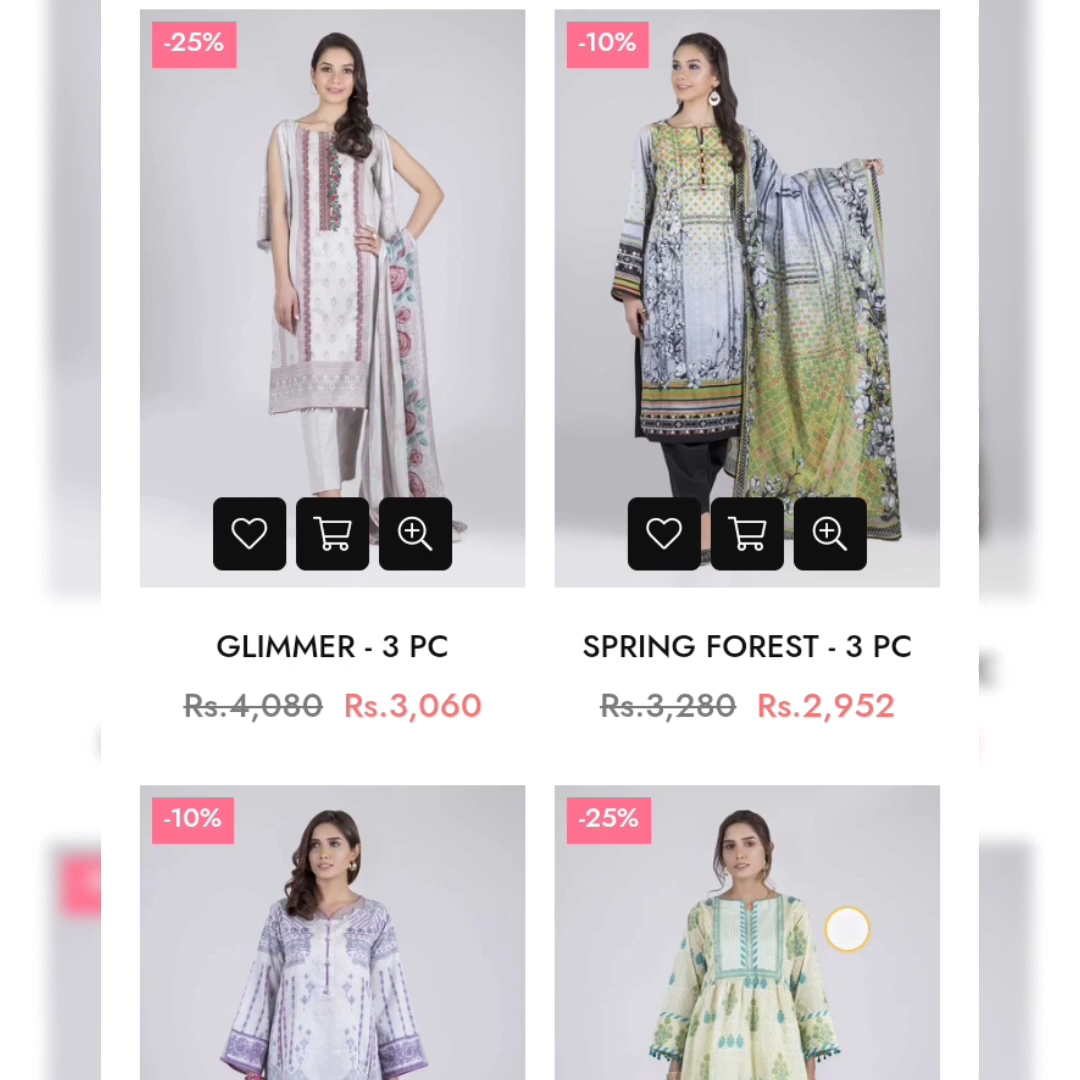 -25%
-10%
GLIMMER - 3 PC
SPRING FOREST - 3 PC
Rs.4,080 Rs.3,060
Rs.3,280 Rs.2,952
-10%
-25%